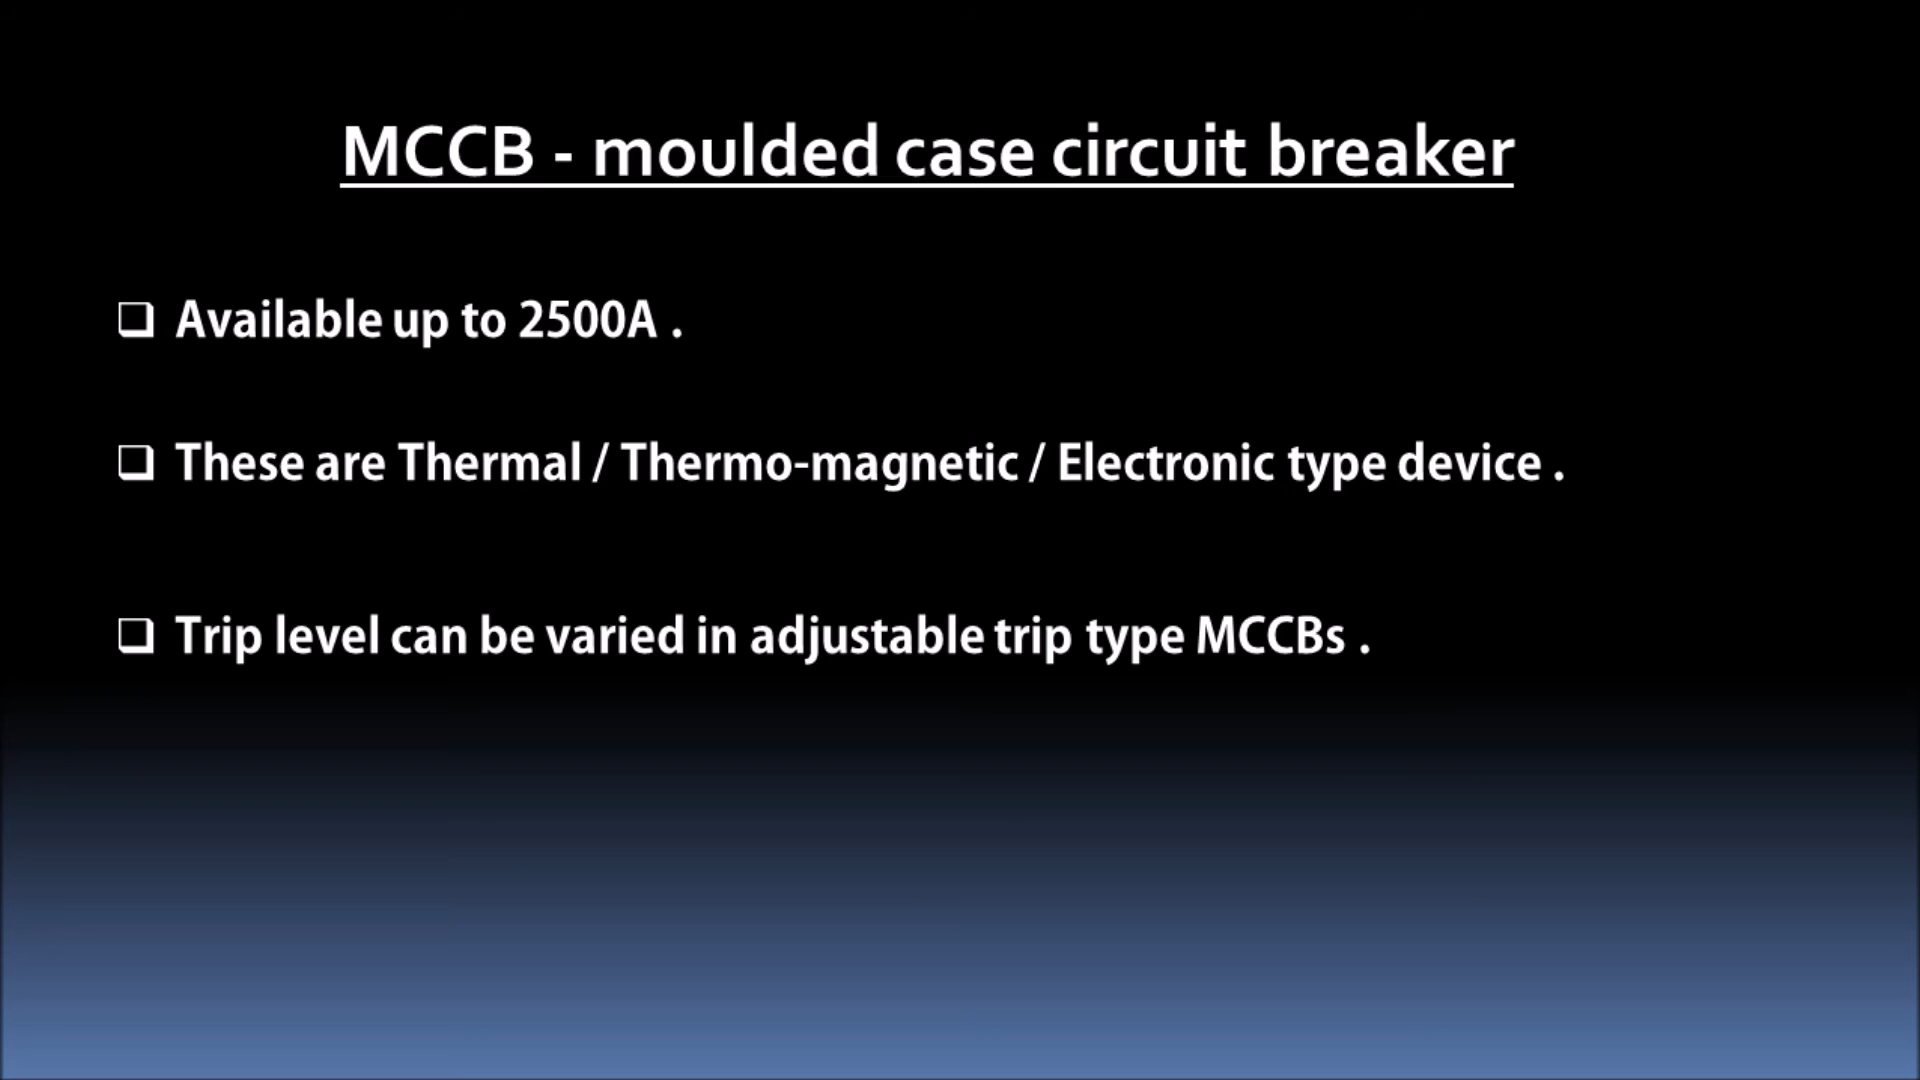 MCCB - moulded case circuit breaker
❑ Available up to 2500A .
❑ These are Thermal / Thermo-magnetic / Electronic type device .
❑ Trip level can be varied in adjustable trip type MCCBs .